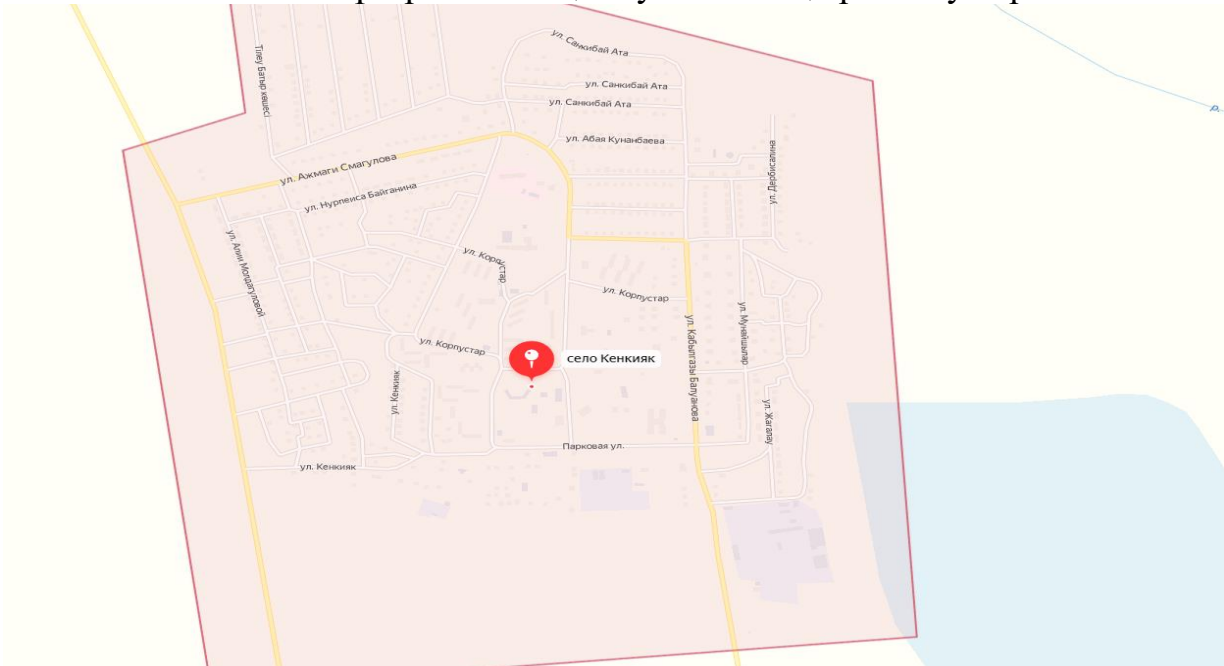 ул. Санкибай Ата
Тілеу Батыр көшесі
ул. Санкибай Ата
ул. Санкибай Ата
р.
ул. Абая Кунанбаева
ул. Ажмаги Смагулова
ул. Дербисалина
ул. Нурпеиса Байганина
ул. Алии Молдагуловой
ул. Корпустар
ул. Корпустар
ул. Мунайшылар
ул. Кабылгазы Балуанова
ул. Корпустар
село Кенкияк
ул. Кенкияк
ул. Жагалау
Парковая ул.
ул. Кенкияк